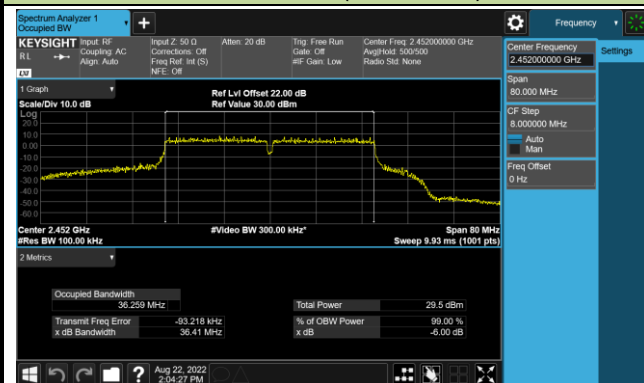 Spectrum Analyzer 1
Occupied BW
+
Frequency
KEYSIGHT
Input: RF
Coupling: AC
Align: Auto
Input Z: 50 Ω
Corrections: Off
Freq Ref: Int (S)
NFE: Off
Atten: 20 dB
Trig: Free Run
Gate: Off
#IF Gain: Low
Center Freq: 2.452000000 GHz
Avg|Hold: 500/500
Radio Std: None
RL
LXI
Center Frequency
2.452000000 GHz
Settings
Span
80.000 MHz
CF Step
8.000000 MHz
Auto
Man
Freq Offset
0 Hz
1 Graph
Scale/Div 10.0 dB
Ref Lvl Offset 22.00 dB
Ref Value 30.00 dBm
Log
20.0
10.0
0.00
-10.0
-20.0
-30.0
-40.0
-50.0
-60.0
Center 2.452 GHz
#Res BW 100.00 kHz
#Video BW 300.00 kHz*
Span 80 MHz
Sweep 9.93 ms (1001 pts)
2 Metrics
Occupied Bandwidth
36.259 MHz
Total Power 29.5 dBm
Transmit Freq Error -93.218 kHz
% of OBW Power 99.00 %
x dB Bandwidth 36.41 MHz
x dB -6.00 dB
?
Aug 22, 2022
2:04:27 PM